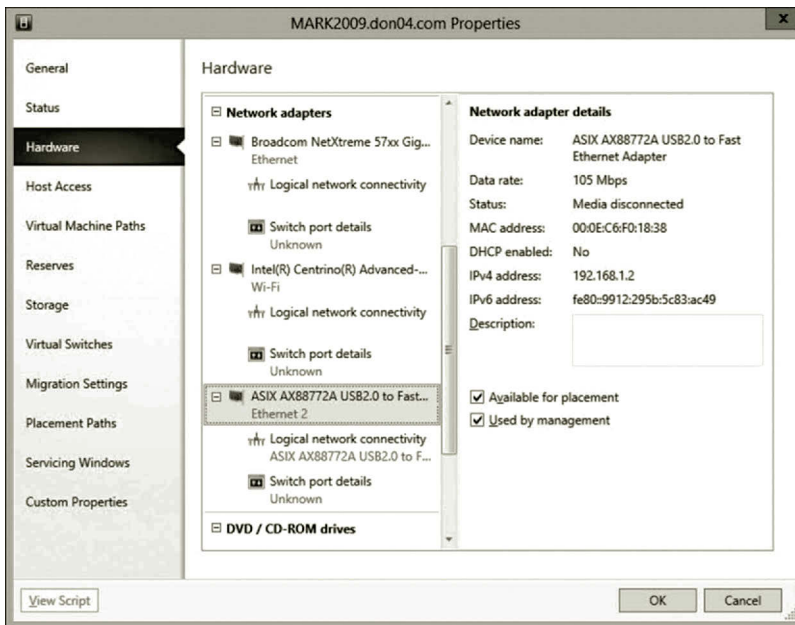 MARK2009.don04.com Properties
x
General
Status
Hardware
Host Access
Virtual Machine Paths
Reserves
Storage
Virtual Switches
Migration Settings
Placement Paths
Servicing Windows
Custom Properties
Hardware
Network adapters
Broadcom NetXtreme 57xx Gig...
Ethernet
Logical network connectivity
Switch port details
Unknown
Intel(R) Centrino(R) Advanced-...
Wi-Fi
Logical network connectivity
Switch port details
Unknown
ASIX AX88772A USB2.0 to Fast...
Ethernet 2
Logical network connectivity
ASIX AX88772A USB2.0 to F...
Switch port details
Unknown
DVD / CD-ROM drives
Network adapter details
Device name: ASIX AX88772A USB2.0 to Fast
Ethernet Adapter
Data rate: 105 Mbps
Status: Media disconnected
MAC address: 00:0E:C6:F0:18:38
DHCP enabled: No
IPv4 address: 192.168.1.2
IPv6 address: fe80::9912:295b:5c83:ac49
Description:
Available for placement
Used by management
View Script
OK
Cancel